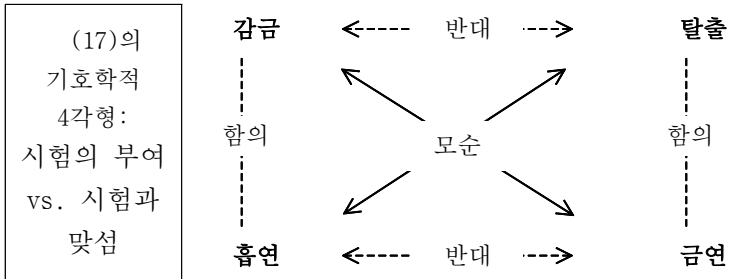 (17)의
기호학적
4각형:
시험의 부여
vs. 시험과
맞섬
감금 반대 탈출
함의 모순 함의
흡연 반대 금연